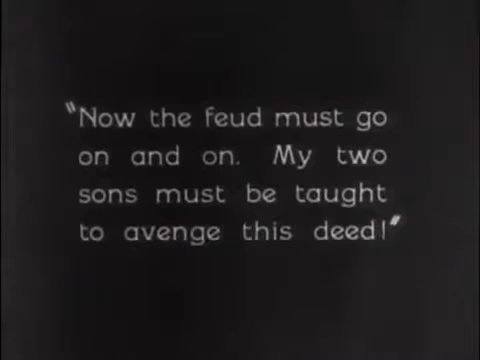 "Now the feud must go
on and on. My two
sons must be taught
to avenge this deed!"